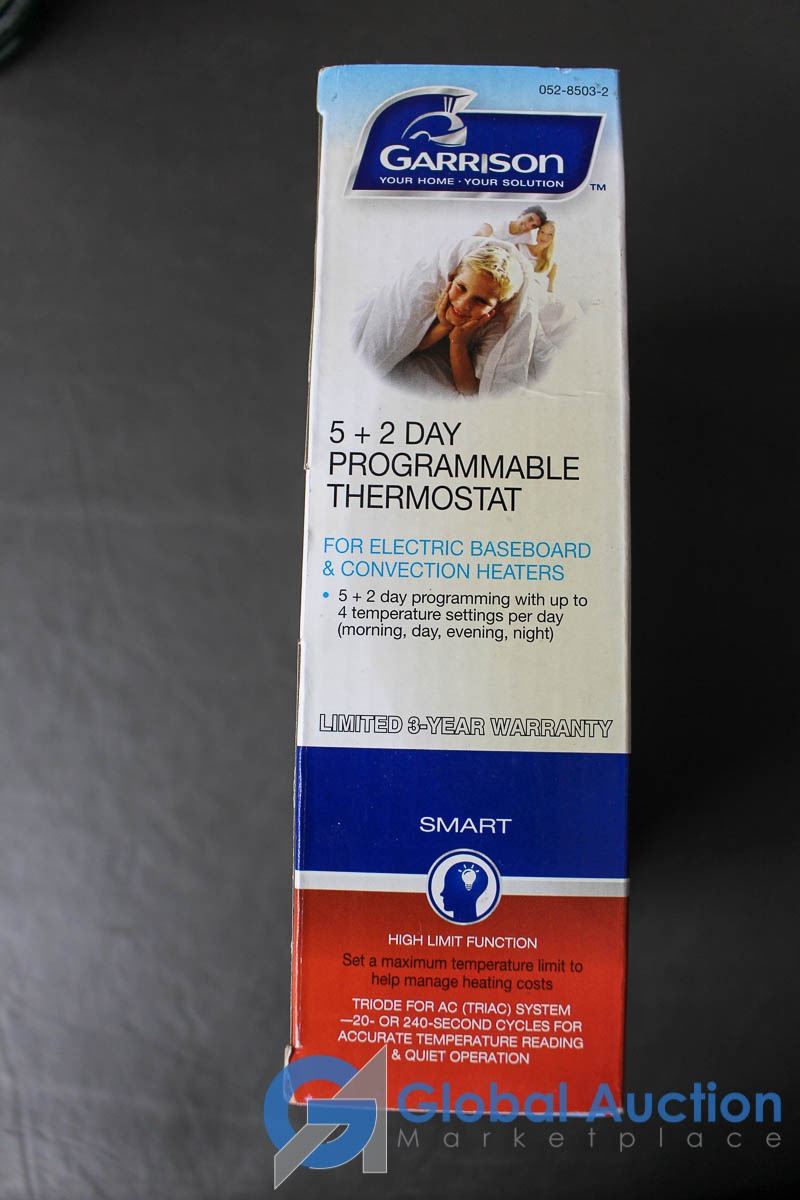 052-8503-2
GARRISON
YOUR HOME · YOUR SOLUTION
TM
5 + 2 DAY
PROGRAMMABLE
THERMOSTAT
FOR ELECTRIC BASEBOARD
& CONVECTION HEATERS
• 5 + 2 day programming with up to
4 temperature settings per day
(morning, day, evening, night)
LIMITED 3-YEAR WARRANTY
SMART
HIGH LIMIT FUNCTION
Set a maximum temperature limit to
help manage heating costs
TRIODE FOR AC (TRIAC) SYSTEM
—20- OR 240-SECOND CYCLES FOR
ACCURATE TEMPERATURE READING
& QUIET OPERATION
Global Auction
Marketplace